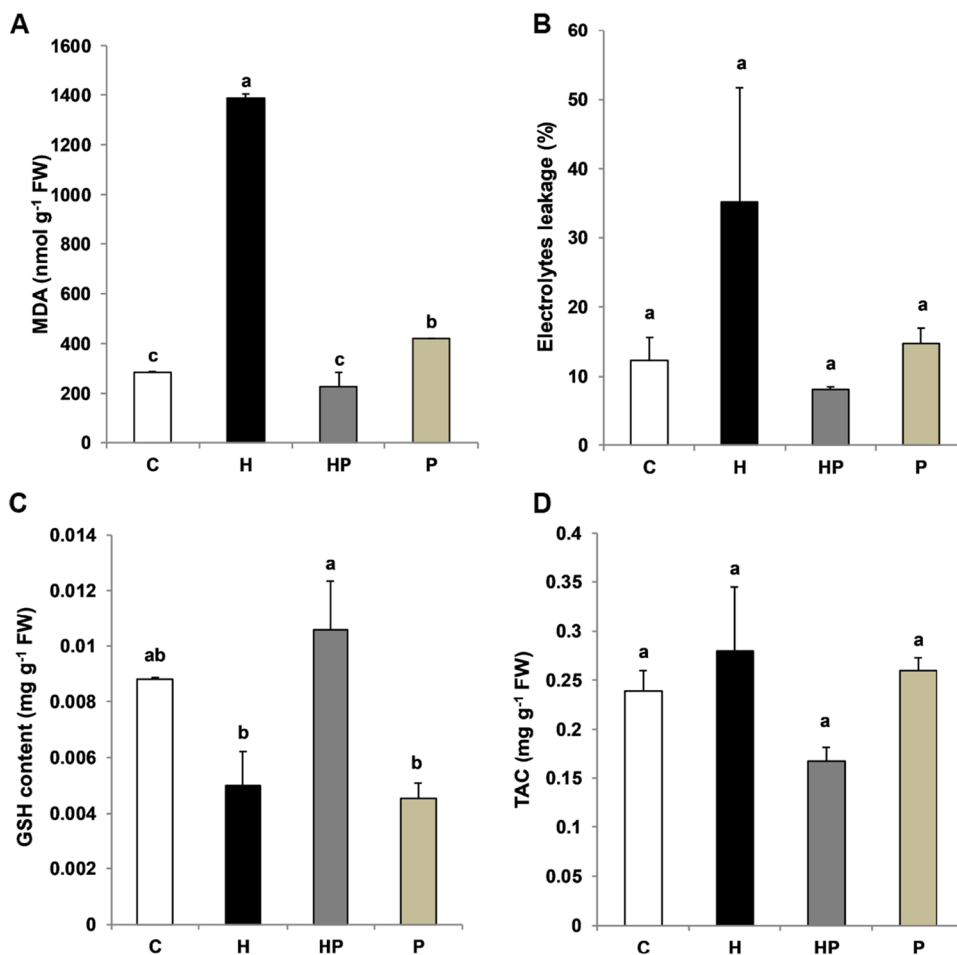 A
MDA (nmol g⁻¹ FW)
1600
1400
1200
1000
800
600
400
200
0
c
a
c
b
C H HP P
B
Electrolytes leakage (%)
60
50
40
30
20
10
0
a
a
a
a
C H HP P
C
GSH content (mg g⁻¹ FW)
0.014
0.012
0.01
0.008
0.006
0.004
0.002
0
ab
b
a
b
C H HP P
D
TAC (mg g⁻¹ FW)
0.4
0.35
0.3
0.25
0.2
0.15
0.1
0.05
0
a
a
a
a
C H HP P